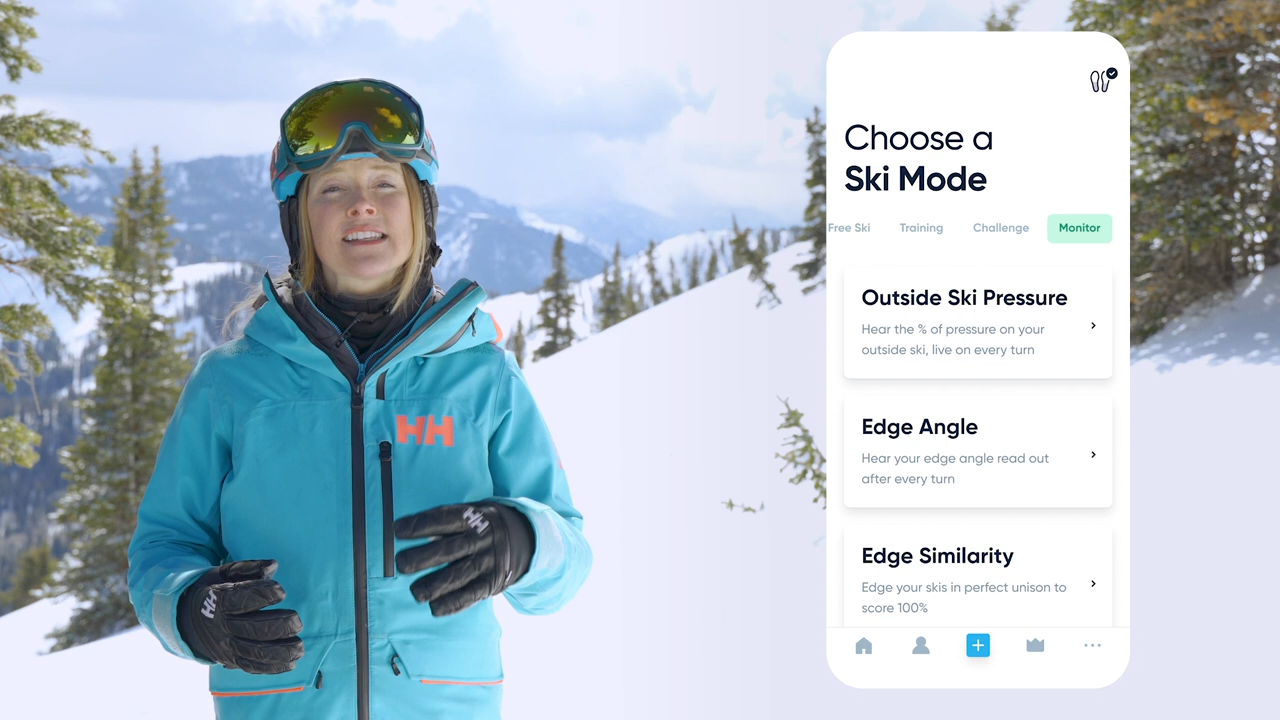 HH
HH
HH
Choose a
Ski Mode
Free Ski
Training
Challenge
Monitor
Outside Ski Pressure
Hear the % of pressure on your
outside ski, live on every turn
Edge Angle
Hear your edge angle read out
after every turn
Edge Similarity
Edge your skis in perfect unison to
score 100%